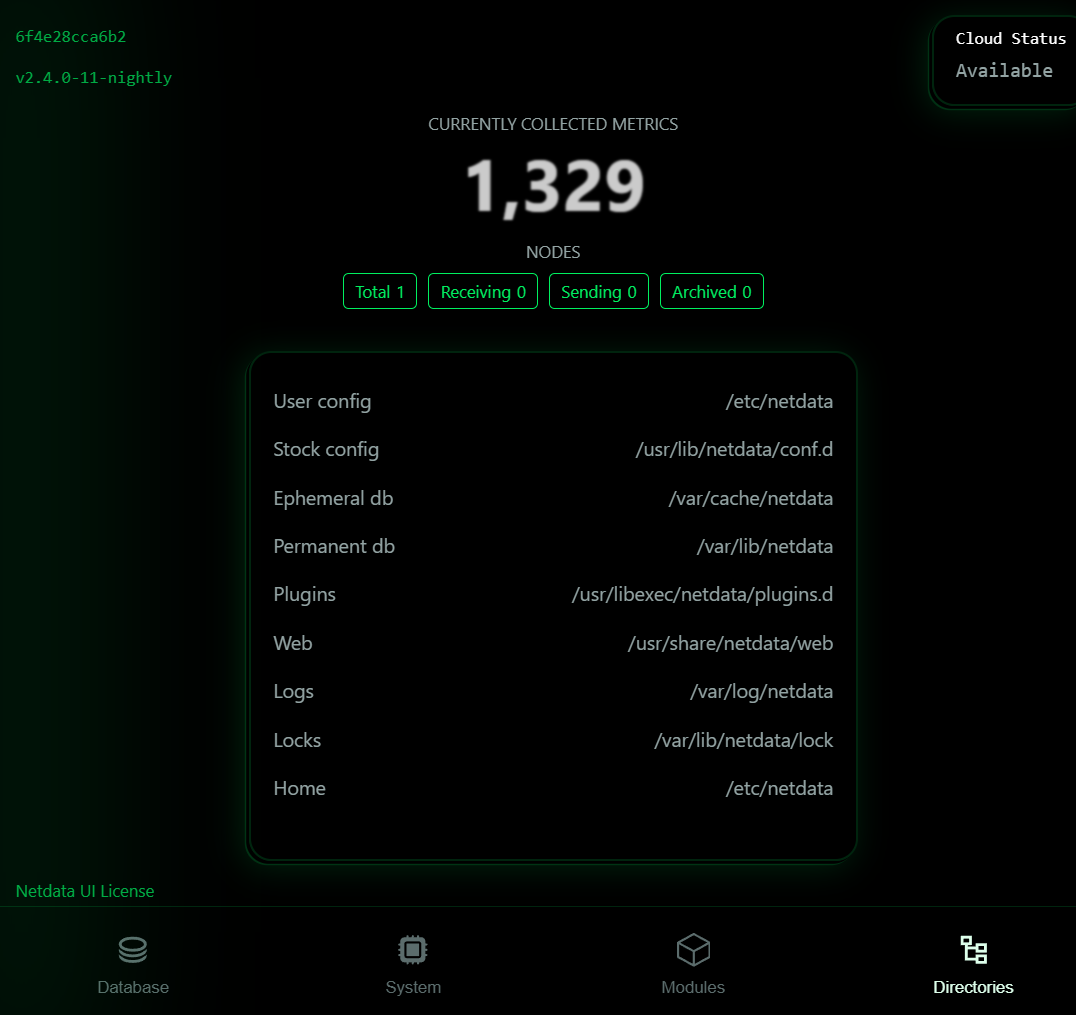 6f4e28cca6b2
v2.4.0-11-nightly
Cloud Status
Available
CURRENTLY COLLECTED METRICS
1,329
NODES
Total 1 Receiving 0 Sending 0 Archived 0
User config /etc/netdata
Stock config /usr/lib/netdata/conf.d
Ephemeral db /var/cache/netdata
Permanent db /var/lib/netdata
Plugins /usr/libexec/netdata/plugins.d
Web /usr/share/netdata/web
Logs /var/log/netdata
Locks /var/lib/netdata/lock
Home /etc/netdata
Netdata UI License
Database System Modules Directories